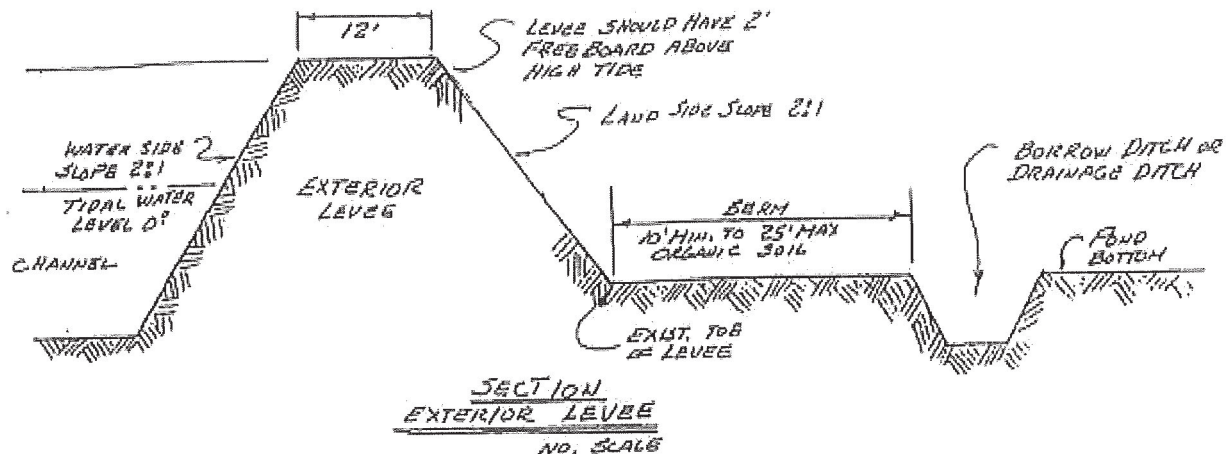 12'
LEVEE SHOULD HAVE 2'
FREEBOARD ABOVE
HIGH TIDE
LAND SIDE SLOPE 2:1
WATER SIDE
SLOPE 2:1
TIDAL WATER
LEVEL 0º
CHANNEL
EXTERIOR
LEVEE
BERM
10' MIN. TO 25' MAX
ORGANIC SOIL
BORROW DITCH OR
DRAINAGE DITCH
POND
BOTTOM
EXIST. TOE
OF LEVEE
SECTION
EXTERIOR LEVEE
NO. SCALE